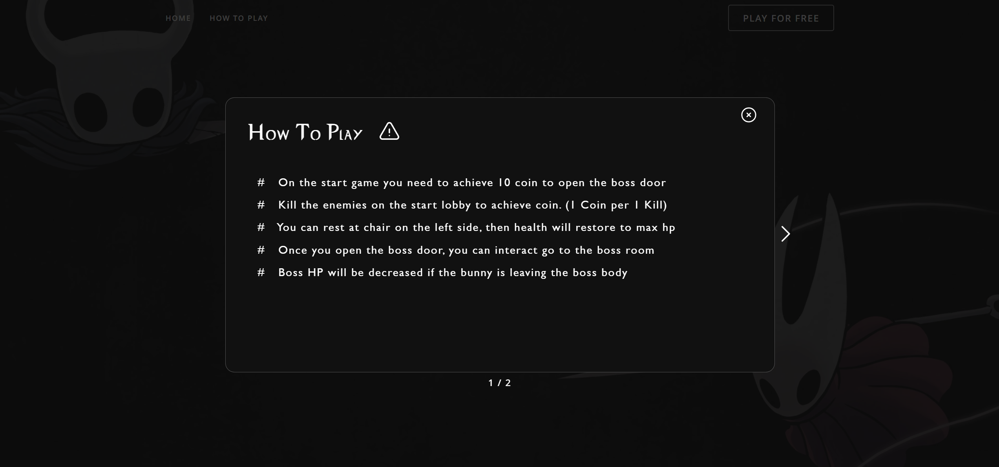 HOME HOW TO PLAY PLAY FOR FREE
How To Play
# On the start game you need to achieve 10 coin to open the boss door
# Kill the enemies on the start lobby to achieve coin. (1 Coin per 1 Kill)
# You can rest at chair on the left side, then health will restore to max hp
# Once you open the boss door, you can interact go to the boss room
# Boss HP will be decreased if the bunny is leaving the boss body
1 / 2